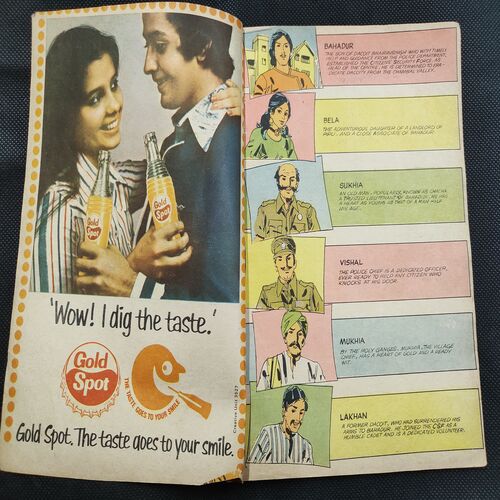 Gold
Spot
Gold
Spot
'Wow! I dig the taste.'
Gold
Spot
THE TASTE GOES TO YOUR SMILE
Creative Unit 3527
Gold Spot. The taste goes to your smile.
BAHADUR
THE SON OF DACOIT BHAIRAVSINGH WHO WITH TIMELY
HELP AND GUIDANCE FROM THE POLICE DEPARTMENT,
ESTABLISHED THE CITIZENS' SECURITY FORCE. AS
HEAD OF THE CENTRE, HE IS DETERMINED TO ERA-
DICATE DACOITY FROM THE CHAMBAL VALLEY.
BELA
THE ADVENTUROUS DAUGHTER OF A LANDLORD OF
AND A CLOSE ASSOCIATE OF BAHADUR.
SUKHIA
AN OLD MAN, POPULARLY KNOWN AS CHACHA
A TRUSTED LIEUTENANT OF BAHADUR. HE HAS
A HEART AS YOUNG AS THAT OF A MAN HALF
HIS AGE.
VISHAL
THE POLICE CHIEF IS A DEDICATED OFFICER,
EVER READY TO HELP ANY CITIZEN WHO
KNOCKS AT HIS DOOR.
MUKHIA
BY THE HOLY GANGES, MUKHIA, THE VILLAGE
CHIEF, HAS A HEART OF GOLD AND A READY
WIT.
LAKHAN
A FORMER DACOIT, WHO HAD SURRENDERED HIS
ARMS TO BAHADUR. HE JOINED THE CSF AS A
HUMBLE CADET AND IS A DEDICATED VOLUNTEER.